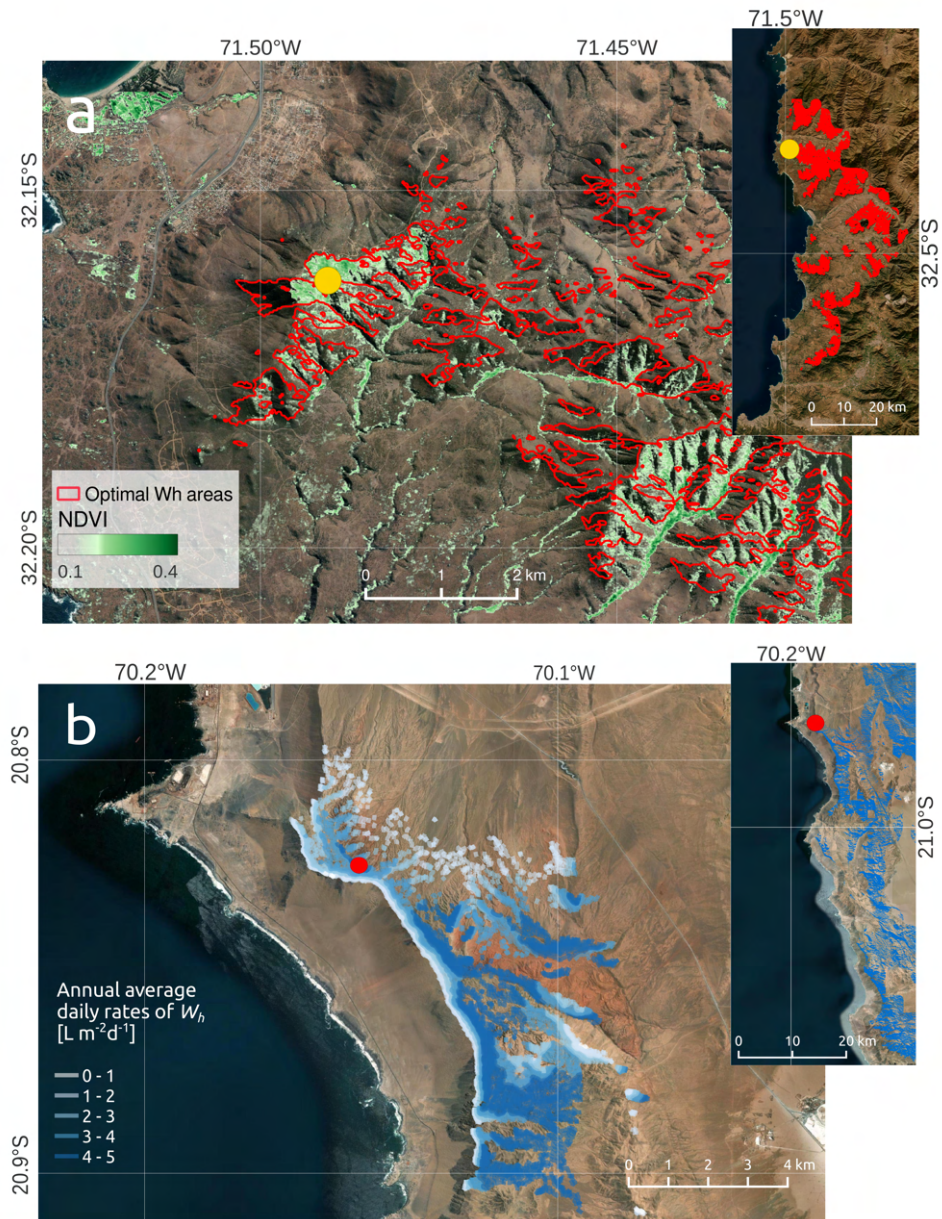 71.50°W
71.45°W
71.5°W
a
32.15°S
32.5°S
0 10 20 km
Optimal Wh areas
NDVI
0.1 0.4
32.20°S
0 1 2 km
70.2°W
70.1°W
70.2°W
b
20.8°S
21.0°S
Annual average
daily rates of Wh
[L m⁻²d⁻¹]
0 - 1
1 - 2
2 - 3
3 - 4
4 - 5
0 10 20 km
20.9°S
0 1 2 3 4 km